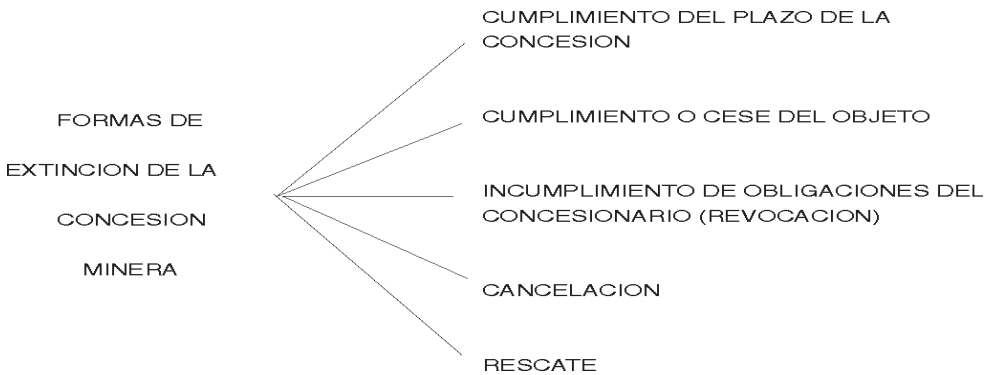 FORMAS DE
EXTINCION DE LA
CONCESION
MINERA
CUMPLIMIENTO DEL PLAZO DE LA
CONCESION
CUMPLIMIENTO O CESE DEL OBJETO
INCUMPLIMIENTO DE OBLIGACIONES DEL
CONCESIONARIO (REVOCACION)
CANCELACION
RESCATE